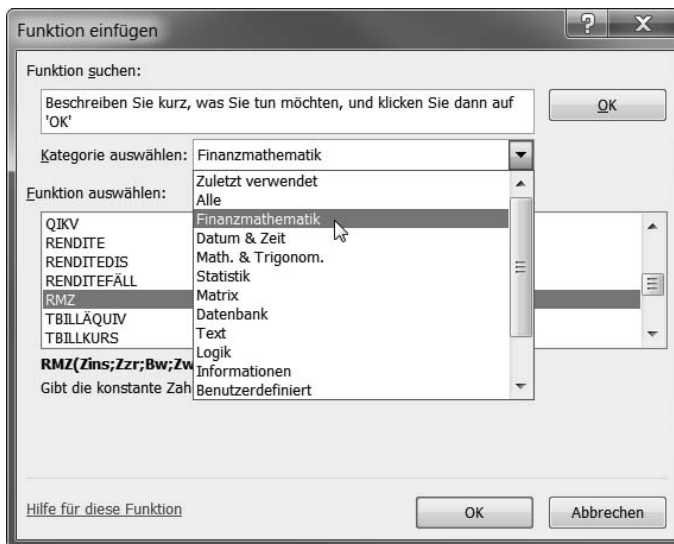 Funktion einfügen
Funktion suchen:
Beschreiben Sie kurz, was Sie tun möchten, und klicken Sie dann auf
'OK'
OK
Kategorie auswählen: Finanzmathematik
Zuletzt verwendet
Alle
Finanzmathematik
Datum & Zeit
Math. & Trigonom.
Statistik
Matrix
Datenbank
Text
Logik
Informationen
Benutzerdefiniert
Funktion auswählen:
QIKV
RENDITE
RENDITEDIS
RENDITEFÄLL
RMZ
TBILLÄQUIV
TBILLKURS
RMZ(Zins;Zzr;Bw;Zw
Gibt die konstante Zah
Hilfe für diese Funktion
OK
Abbrechen